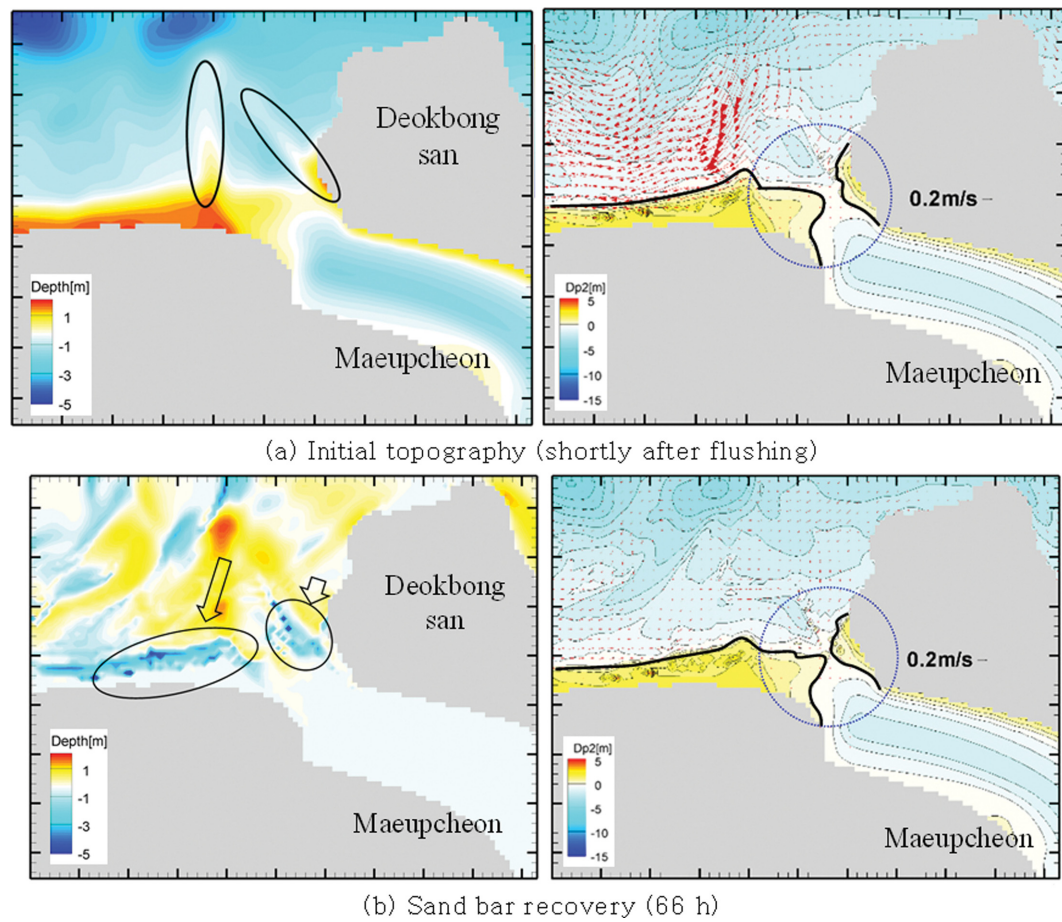 Deokbong
san
Depth[m]
1
-1
-3
-5
Maeupcheon
0.2m/s
Dp2[m]
5
0
-5
-10
-15
Maeupcheon
(a) Initial topography (shortly after flushing)
Deokbong
san
Depth[m]
1
-1
-3
-5
Maeupcheon
0.2m/s
Dp2[m]
5
0
-5
-10
-15
Maeupcheon
(b) Sand bar recovery (66 h)